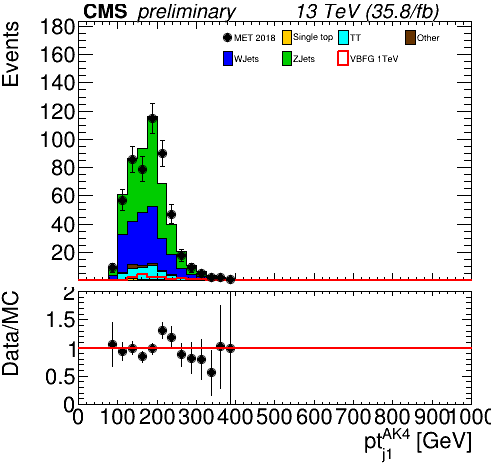 CMS preliminary 13 TeV (35.8/fb)
Events
MET 2018 Single top TT Other
WJets ZJets VBFG 1TeV
180
160
140
120
100
80
60
40
20
Data/MC
2
1.5
1
0.5
0
0 100 200 300 400 500 600 700 800 900 1000
pt_{j1}^{AK4} [GeV]